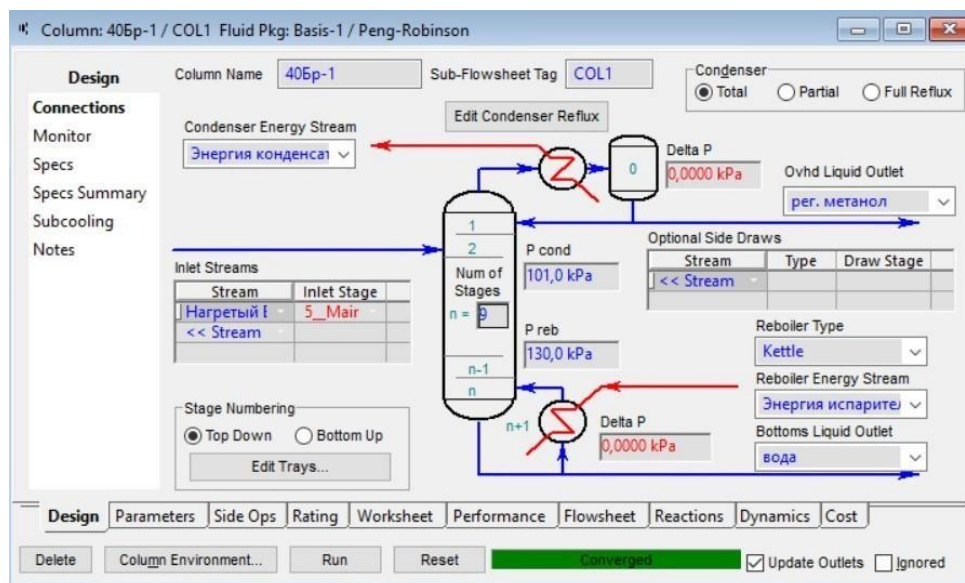 Column: 40Бр-1 / COL1 Fluid Pkg: Basis-1 / Peng-Robinson
Design
Connections
Monitor
Specs
Specs Summary
Subcooling
Notes
Column Name 40Бр-1 Sub-Flowsheet Tag COL1
Condenser
Total Partial Full Reflux
Edit Condenser Reflux
Condenser Energy Stream
Энергия конденсат
0
Delta P
0,0000 kPa
Ovhd Liquid Outlet
рег. метанол
1
2
Num of
Stages
n = 9
n-1
n
n+1
P cond
101,0 kPa
P reb
130,0 kPa
Optional Side Draws
Stream Type Draw Stage
<< Stream
Inlet Streams
Stream Inlet Stage
Нагретый Е 5__Mair
<< Stream
Reboiler Type
Kettle
Reboiler Energy Stream
Энергия испарител
Delta P
0,0000 kPa
Bottoms Liquid Outlet
вода
Stage Numbering
Top Down Bottom Up
Edit Trays...
Design Parameters Side Ops Rating Worksheet Performance Flowsheet Reactions Dynamics Cost
Delete Column Environment... Run Reset Converged Update Outlets Ignored